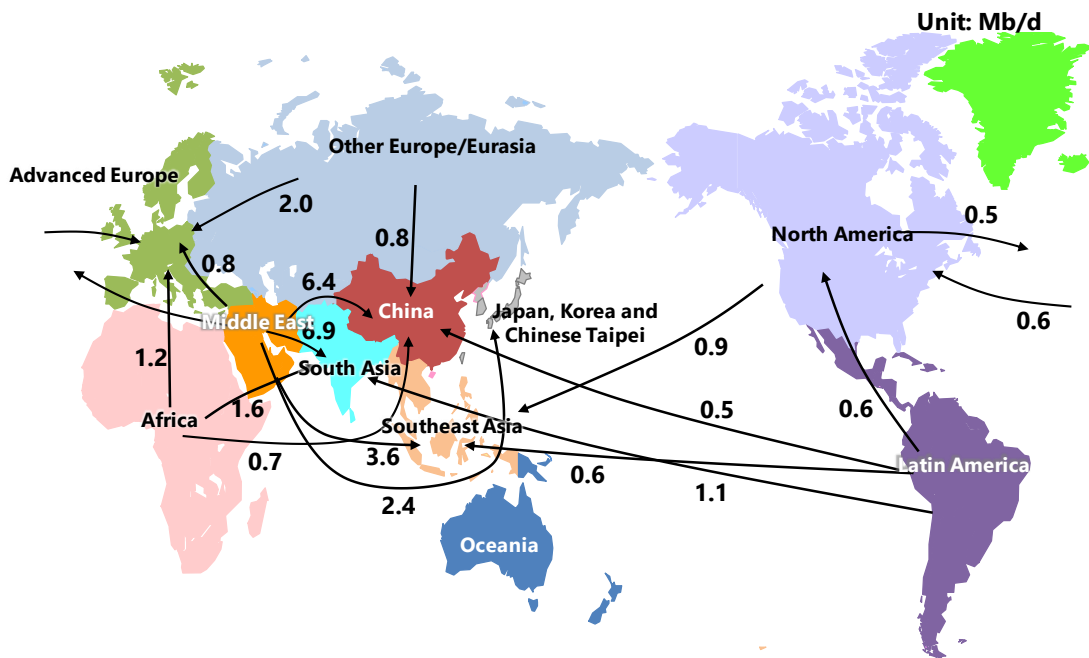 Unit: Mb/d
Other Europe/Eurasia
Advanced Europe
2.0
0.5
North America
0.8
0.8
6.4
China
Japan, Korea and
Chinese Taipei
0.6
Middle East
6.9
0.9
1.2
South Asia
1.6
Africa
0.5
0.6
Southeast Asia
0.7
3.6
0.6
Latin America
2.4
1.1
Oceania